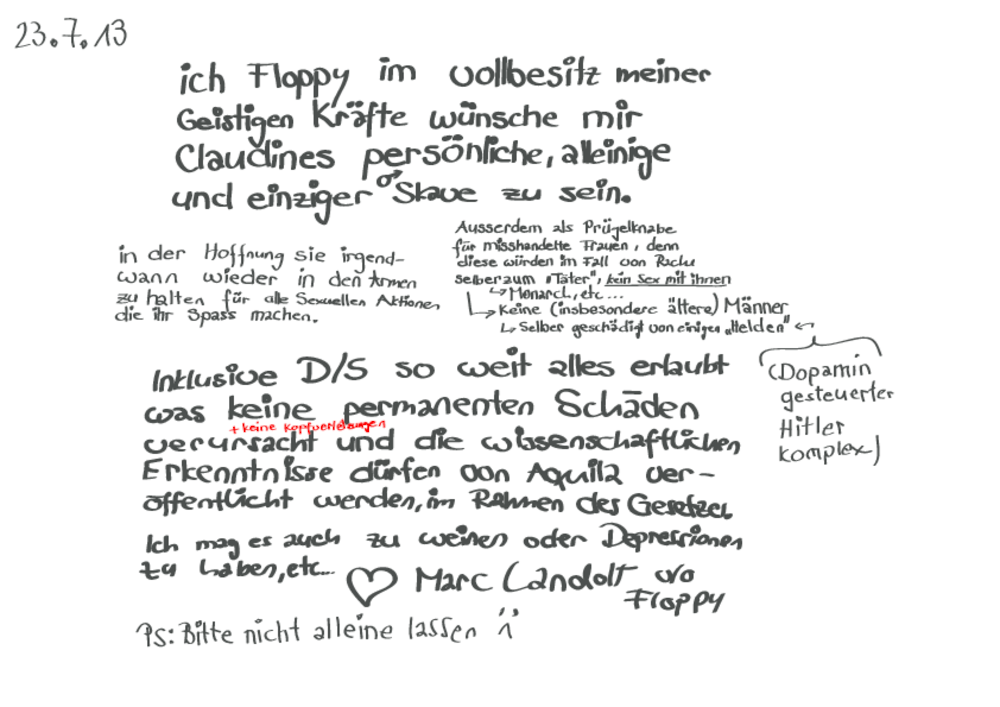 23.7.13
ich Floppy im vollbesitz meiner
Geistigen Kräfte wünsche mir
Claudines persönliche, alleinige
und einziger ♂ Slave zu sein.
in der Hoffnung sie irgend-
wann wieder in den Armen
zu halten für alle Sexuellen Aktionen
die ihr Spass machen.
Ausserdem als Prügelknabe
für misshandelte Frauen, denn
diese würden im Fall von Rache
selber zum "Täter", kein Sex mit ihnen
↳ Monarch, etc...
↳ Keine (insbesondere ältere) Männer
↳ Selber geschädigt von einigen „Helden"
(Dopamin
gesteuerter
Hitler
komplex)
Inklusive D/S so weit alles erlaubt
was keine permanenten Schäden
+ keine Kopfverletzungen
verursacht und die wissenschaftlichen
Erkenntnisse dürfen von Aquila ver-
öffentlicht werden, im Rahmen des Gesetzes
Ich mag es auch zu weinen oder Depressionen
zu haben, etc... ♡ Marc Landolt v/o
Floppy
Ps: Bitte nicht alleine lassen